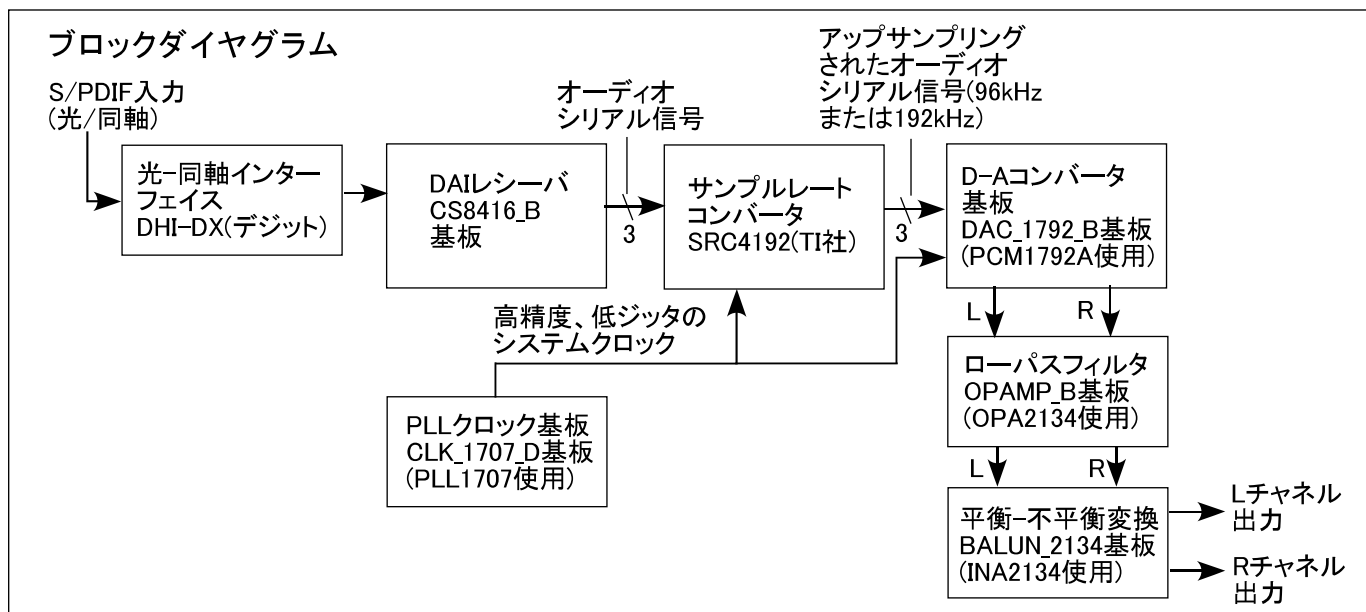 ブロックダイヤグラム
S/PDIF入力
(光/同軸)
光-同軸インター
フェイス
DHI-DX(デジット)
DAIレシーバ
CS8416_B
基板
オーディオ
シリアル信号
3
サンプルレート
コンバータ
SRC4192(TI社)
アップサンプリング
されたオーディオ
シリアル信号(96kHz
または192kHz)
3
D-Aコンバータ
基板
DAC_1792_B基板
(PCM1792A使用)
高精度、低ジッタの
システムクロック
PLLクロック基板
CLK_1707_D基板
(PLL1707使用)
L
R
ローパスフィルタ
OPAMP_B基板
(OPA2134使用)
L
R
平衡-不平衡変換
BALUN_2134基板
(INA2134使用)
Lチャネル
出力
Rチャネル
出力